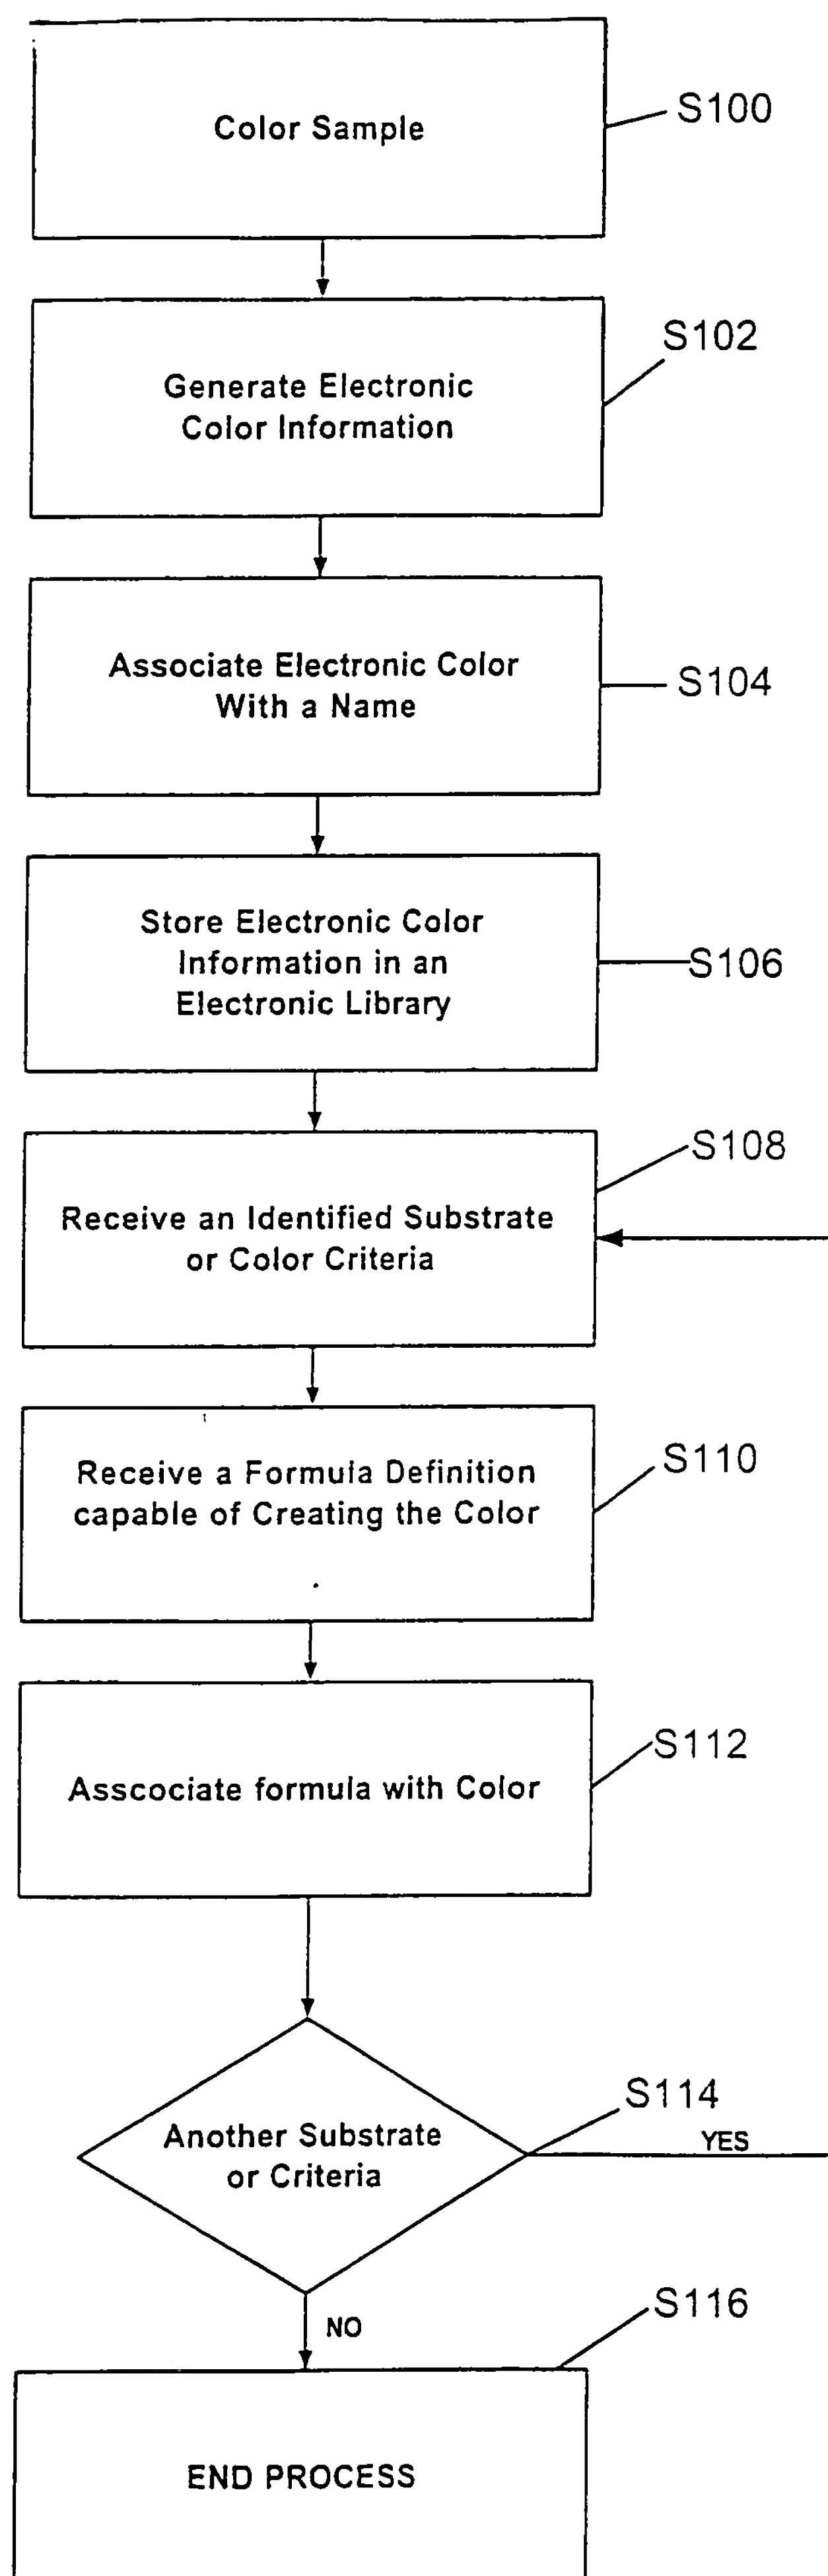 Color Sample
S100
Generate Electronic
Color Information
S102
Associate Electronic Color
With a Name
S104
Store Electronic Color
Information in an
Electronic Library
S106
Receive an Identified Substrate
or Color Criteria
S108
Receive a Formula Definition
capable of Creating the Color
S110
Asscociate formula with Color
S112
Another Substrate
or Criteria
S114
YES
NO
S116
END PROCESS